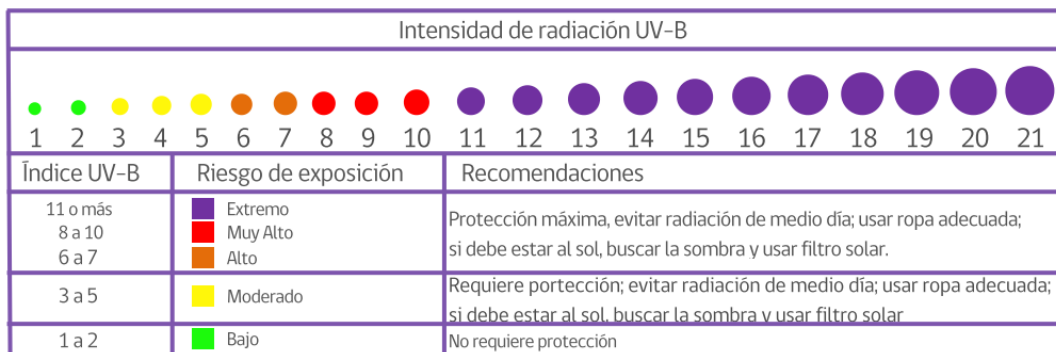 Intensidad de radiación UV-B
1 2 3 4 5 6 7 8 9 10 11 12 13 14 15 16 17 18 19 20 21
Índice UV-B Riesgo de exposición Recomendaciones
11 o más Extremo
8 a 10 Muy Alto
6 a 7 Alto
Protección máxima, evitar radiación de medio día; usar ropa adecuada;
si debe estar al sol, buscar la sombra y usar filtro solar.
3 a 5 Moderado
Requiere portección; evitar radiación de medio día; usar ropa adecuada;
si debe estar al sol, buscar la sombra y usar filtro solar
1 a 2 Bajo No requiere protección